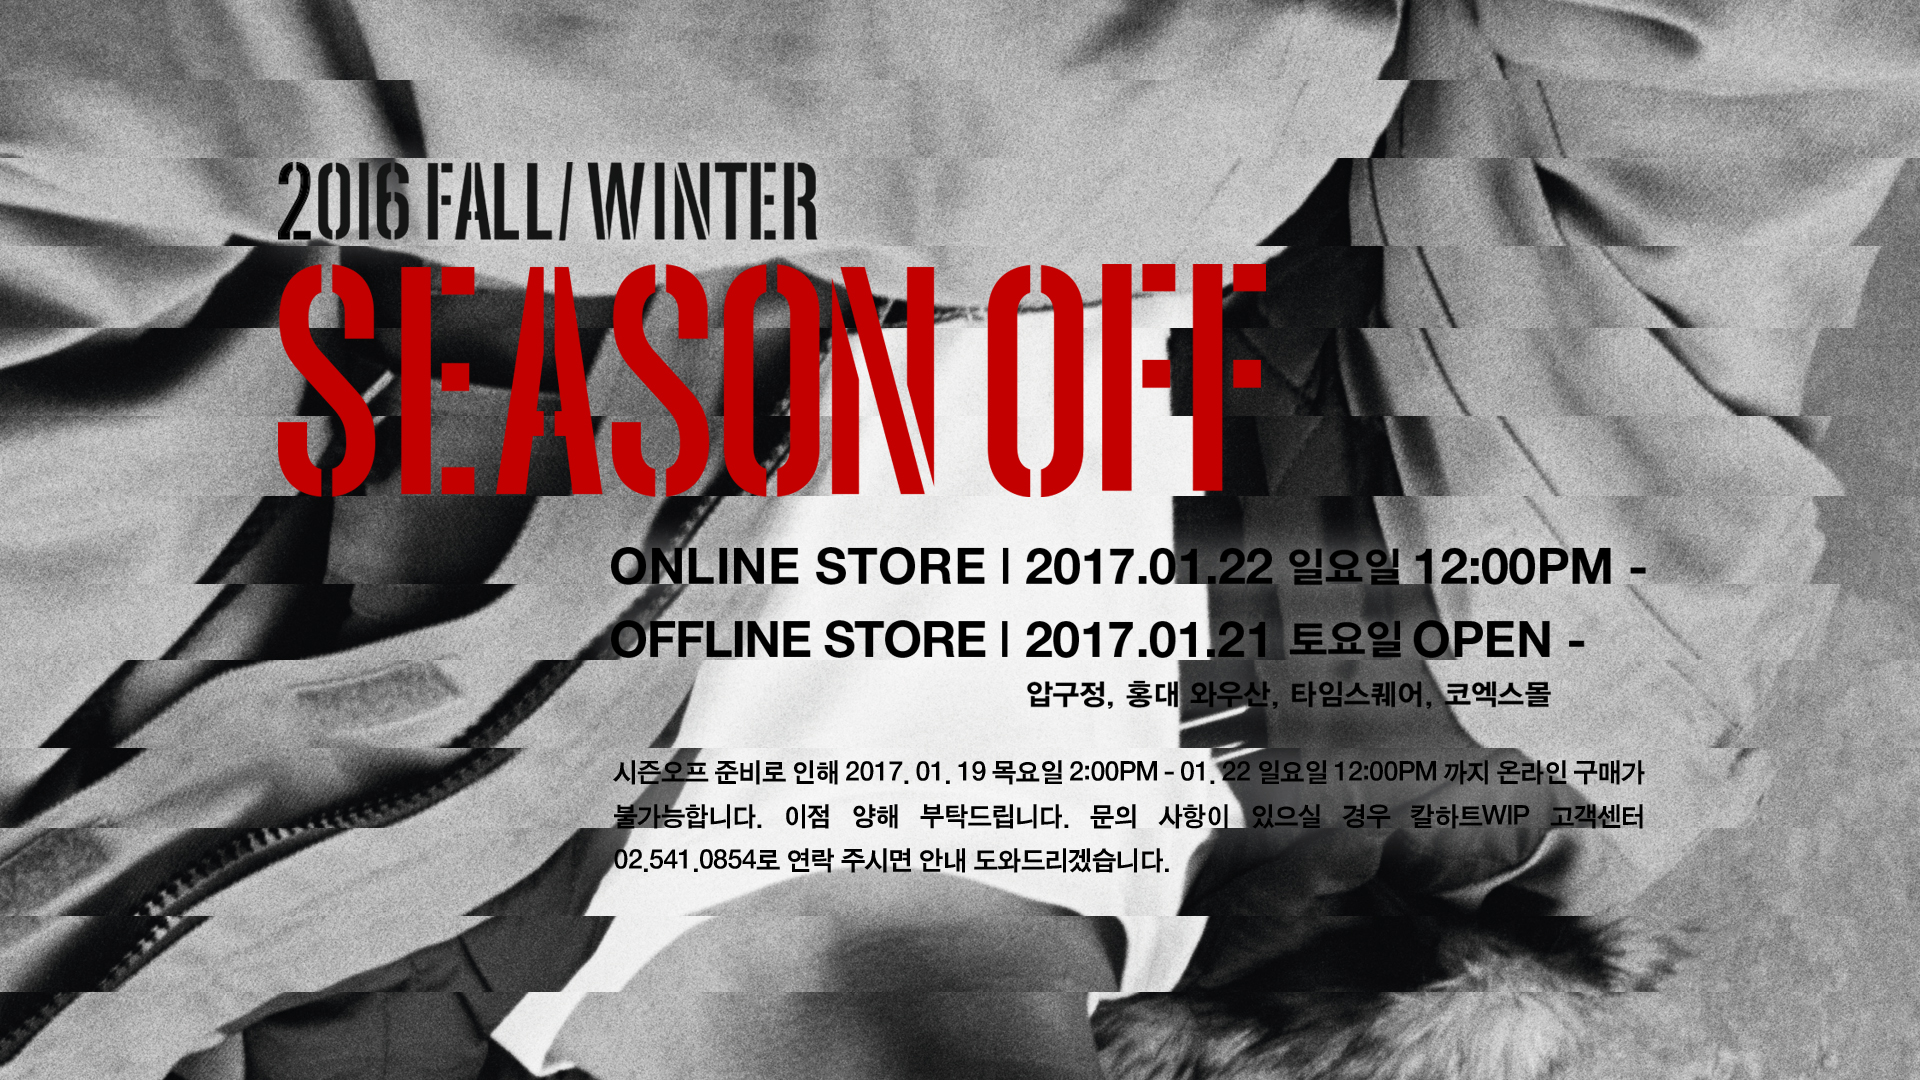 2016 FALL/WINTER
SEASON OFF
ONLINE STORE | 2017.01.22 일요일 12:00PM -
OFFLINE STORE | 2017.01.21 토요일 OPEN -
압구정, 홍대 와우산, 타임스퀘어, 코엑스몰
시즌오프 준비로 인해 2017. 01. 19 목요일 2:00PM - 01. 22 일요일 12:00PM 까지 온라인 구매가
불가능합니다. 이점 양해 부탁드립니다. 문의 사항이 있으실 경우 칼하트WIP 고객센터
02.541.0854로 연락 주시면 안내 도와드리겠습니다.